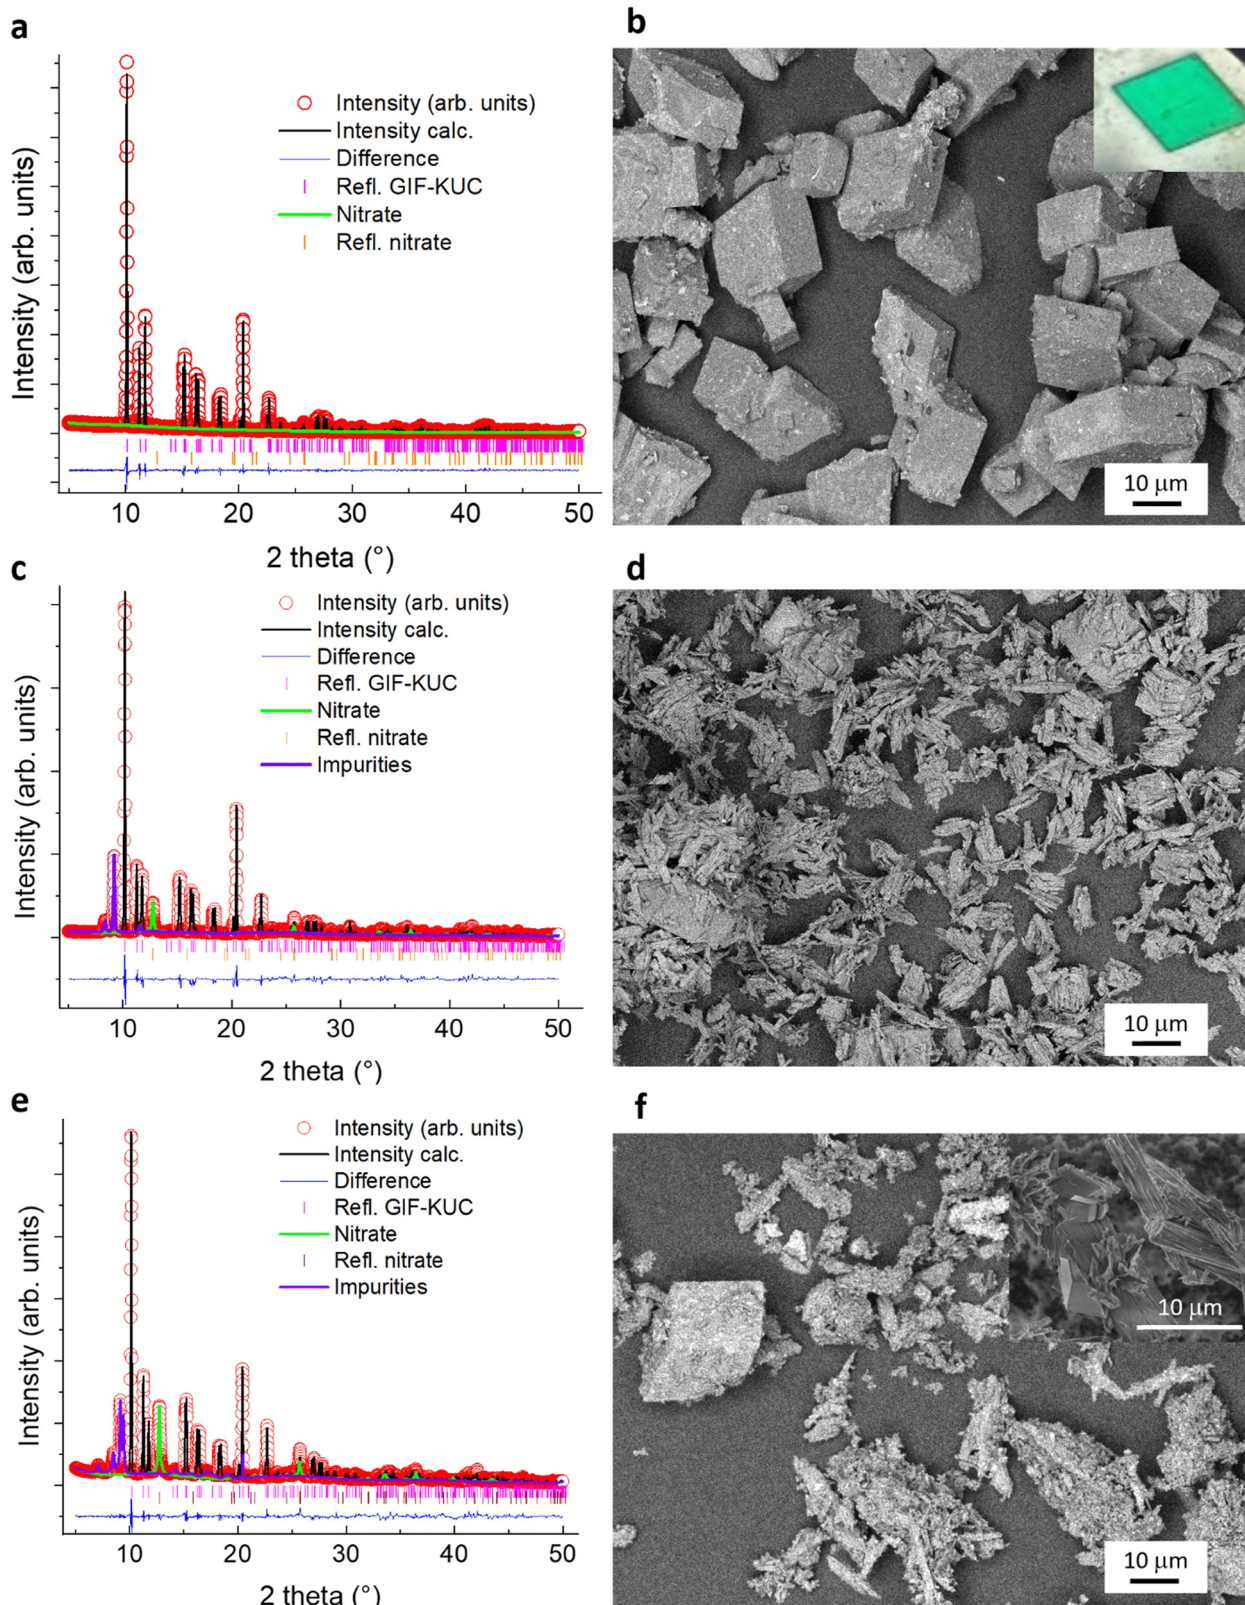 a
Intensity (arb. units)
Intensity (arb. units)
Intensity calc.
Difference
Refl. GIF-KUC
Nitrate
Refl. nitrate
10
20
30
40
50
2 theta (°)
b
10 µm
c
Intensity (arb. units)
Intensity (arb. units)
Intensity calc.
Difference
Refl. GIF-KUC
Nitrate
Refl. nitrate
Impurities
10
20
30
40
50
2 theta (°)
d
10 µm
e
Intensity (arb. units)
Intensity (arb. units)
Intensity calc.
Difference
Refl. GIF-KUC
Nitrate
Refl. nitrate
Impurities
10
20
30
40
50
2 theta (°)
f
10 µm
10 µm